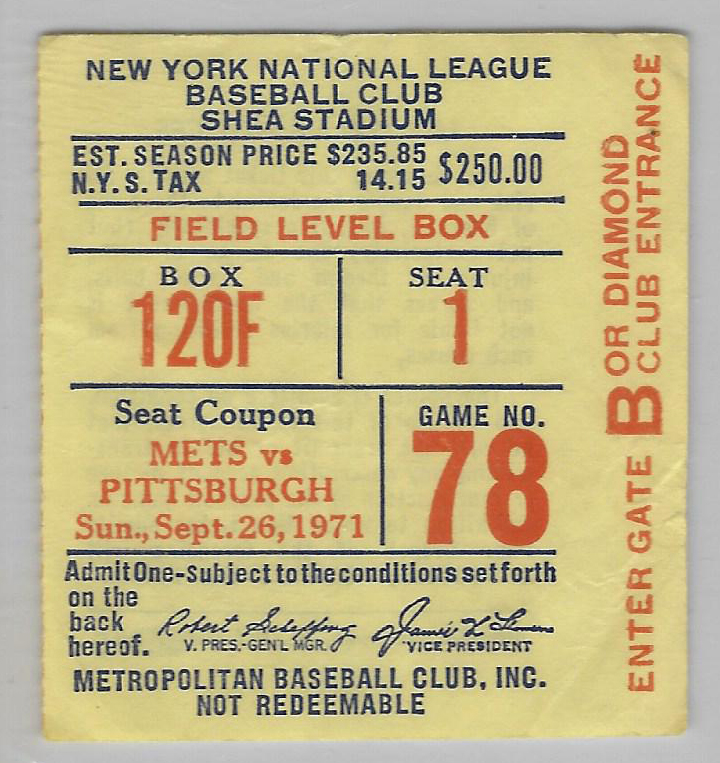 NEW YORK NATIONAL LEAGUE
BASEBALL CLUB
SHEA STADIUM
EST. SEASON PRICE $235.85 $250.00
N.Y.S. TAX 14.15
FIELD LEVEL BOX
BOX SEAT
120F 1
Seat Coupon
METS vs
PITTSBURGH
Sun., Sept. 26, 1971
GAME NO.
78
Admit One-Subject to the conditions set forth
on the
back
hereof.
Robert Scheffing
V. PRES.-GEN'L MGR.
VICE PRESIDENT
METROPOLITAN BASEBALL CLUB, INC.
NOT REDEEMABLE
ENTER GATE B OR DIAMOND
CLUB ENTRANCE